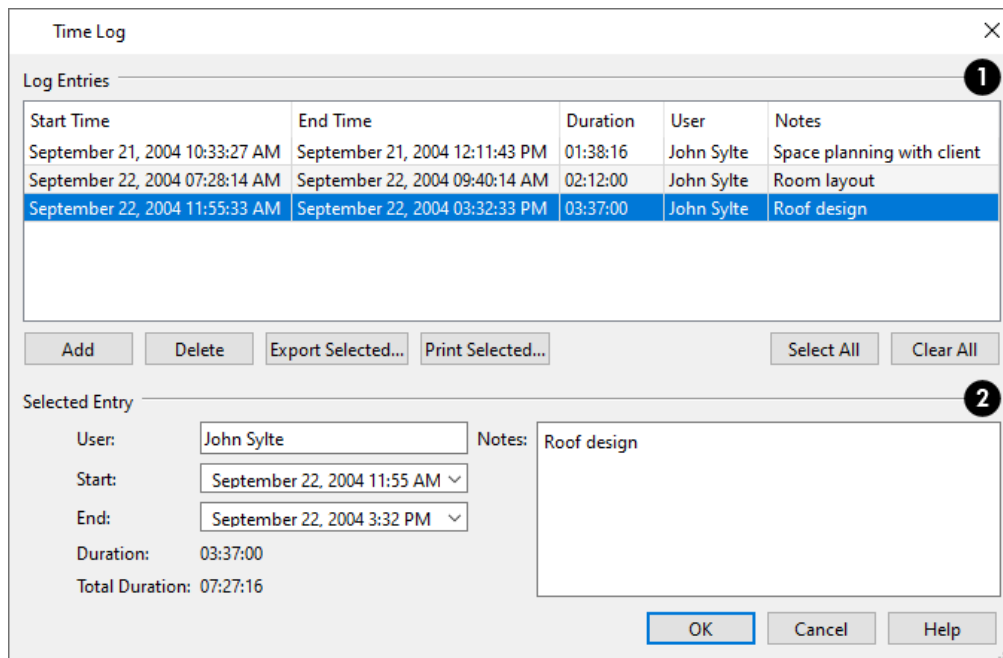 Time Log
Log Entries 1
Start Time End Time Duration User Notes
September 21, 2004 10:33:27 AM September 21, 2004 12:11:43 PM 01:38:16 John Sylte Space planning with client
September 22, 2004 07:28:14 AM September 22, 2004 09:40:14 AM 02:12:00 John Sylte Room layout
September 22, 2004 11:55:33 AM September 22, 2004 03:32:33 PM 03:37:00 John Sylte Roof design
Add Delete Export Selected... Print Selected... Select All Clear All
Selected Entry 2
User: John Sylte Notes: Roof design
Start: September 22, 2004 11:55 AM
End: September 22, 2004 3:32 PM
Duration: 03:37:00
Total Duration: 07:27:16
OK Cancel Help